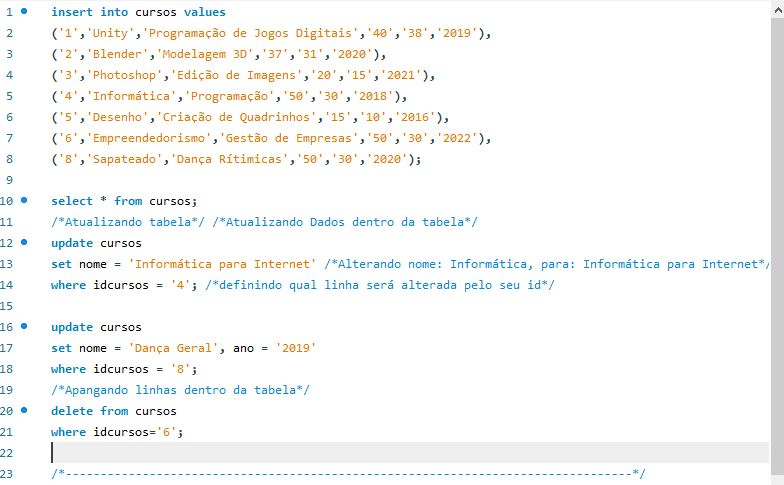 1 insert into cursos values
2 ('1','Unity','Programação de Jogos Digitais','40','38','2019'),
3 ('2','Blender','Modelagem 3D','37','31','2020'),
4 ('3','Photoshop','Edição de Imagens','20','15','2021'),
5 ('4','Informática','Programação','50','30','2018'),
6 ('5','Desenho','Criação de Quadrinhos','15','10','2016'),
7 ('6','Empreendedorismo','Gestão de Empresas','50','30','2022'),
8 ('8','Sapateado','Dança Rítimicas','50','30','2020');
9
10 select * from cursos;
11 /*Atualizando tabela*/ /*Atualizando Dados dentro da tabela*/
12 update cursos
13 set nome = 'Informática para Internet' /*Alterando nome: Informática, para: Informática para Internet*/
14 where idcursos = '4'; /*definindo qual linha será alterada pelo seu id*/
15
16 update cursos
17 set nome = 'Dança Geral', ano = '2019'
18 where idcursos = '8';
19 /*Apangando linhas dentro da tabela*/
20 delete from cursos
21 where idcursos='6';
22
23 /*---------------------------------------------------------------------------------*/